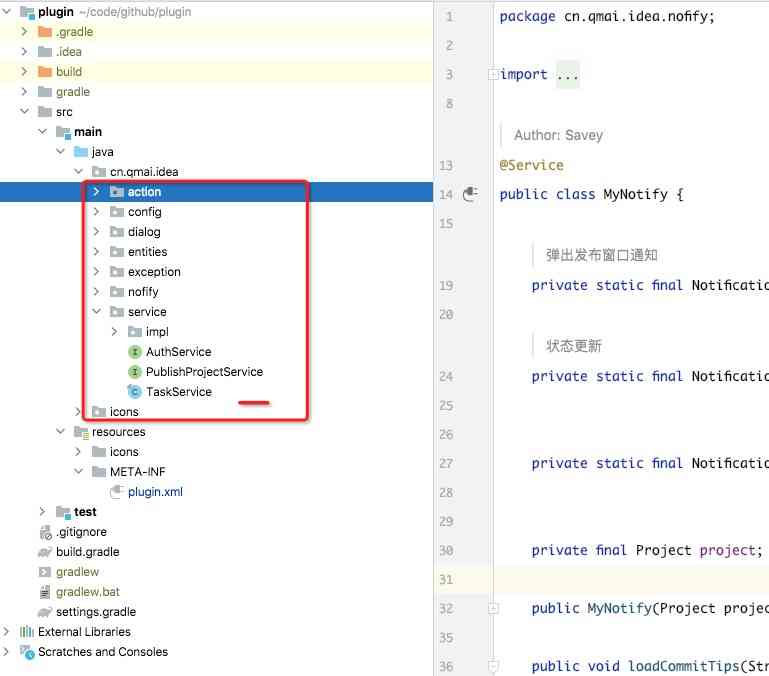 plugin ~/code/github/plugin
.gradle
.idea
build
gradle
src
main
java
cn.qmai.idea
action
config
dialog
entities
exception
nofify
service
impl
AuthService
PublishProjectService
TaskService
icons
resources
icons
META-INF
plugin.xml
test
.gitignore
build.gradle
gradlew
gradlew.bat
settings.gradle
External Libraries
Scratches and Consoles
1 package cn.qmai.idea.nofify;
2
3 import ...
8
Author: Savey
13 @Service
14 public class MyNotify {
15
弹出发布窗口通知
19 private static final Notificatio
20
状态更新
24 private static final Notificatio
25
26
27 private static final Notificatio
28
29
30 private final Project project;
31
32 public MyNotify(Project projec
35
36 public void loadCommitTips(Str